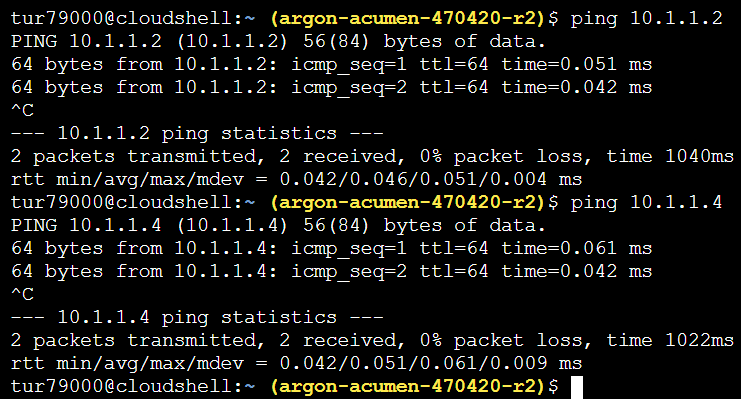 tur79000@cloudshell:~ (argon-acumen-470420-r2)$ ping 10.1.1.2
PING 10.1.1.2 (10.1.1.2) 56(84) bytes of data.
64 bytes from 10.1.1.2: icmp_seq=1 ttl=64 time=0.051 ms
64 bytes from 10.1.1.2: icmp_seq=2 ttl=64 time=0.042 ms
^C
--- 10.1.1.2 ping statistics ---
2 packets transmitted, 2 received, 0% packet loss, time 1040ms
rtt min/avg/max/mdev = 0.042/0.046/0.051/0.004 ms
tur79000@cloudshell:~ (argon-acumen-470420-r2)$ ping 10.1.1.4
PING 10.1.1.4 (10.1.1.4) 56(84) bytes of data.
64 bytes from 10.1.1.4: icmp_seq=1 ttl=64 time=0.061 ms
64 bytes from 10.1.1.4: icmp_seq=2 ttl=64 time=0.042 ms
^C
--- 10.1.1.4 ping statistics ---
2 packets transmitted, 2 received, 0% packet loss, time 1022ms
rtt min/avg/max/mdev = 0.042/0.051/0.061/0.009 ms
tur79000@cloudshell:~ (argon-acumen-470420-r2)$